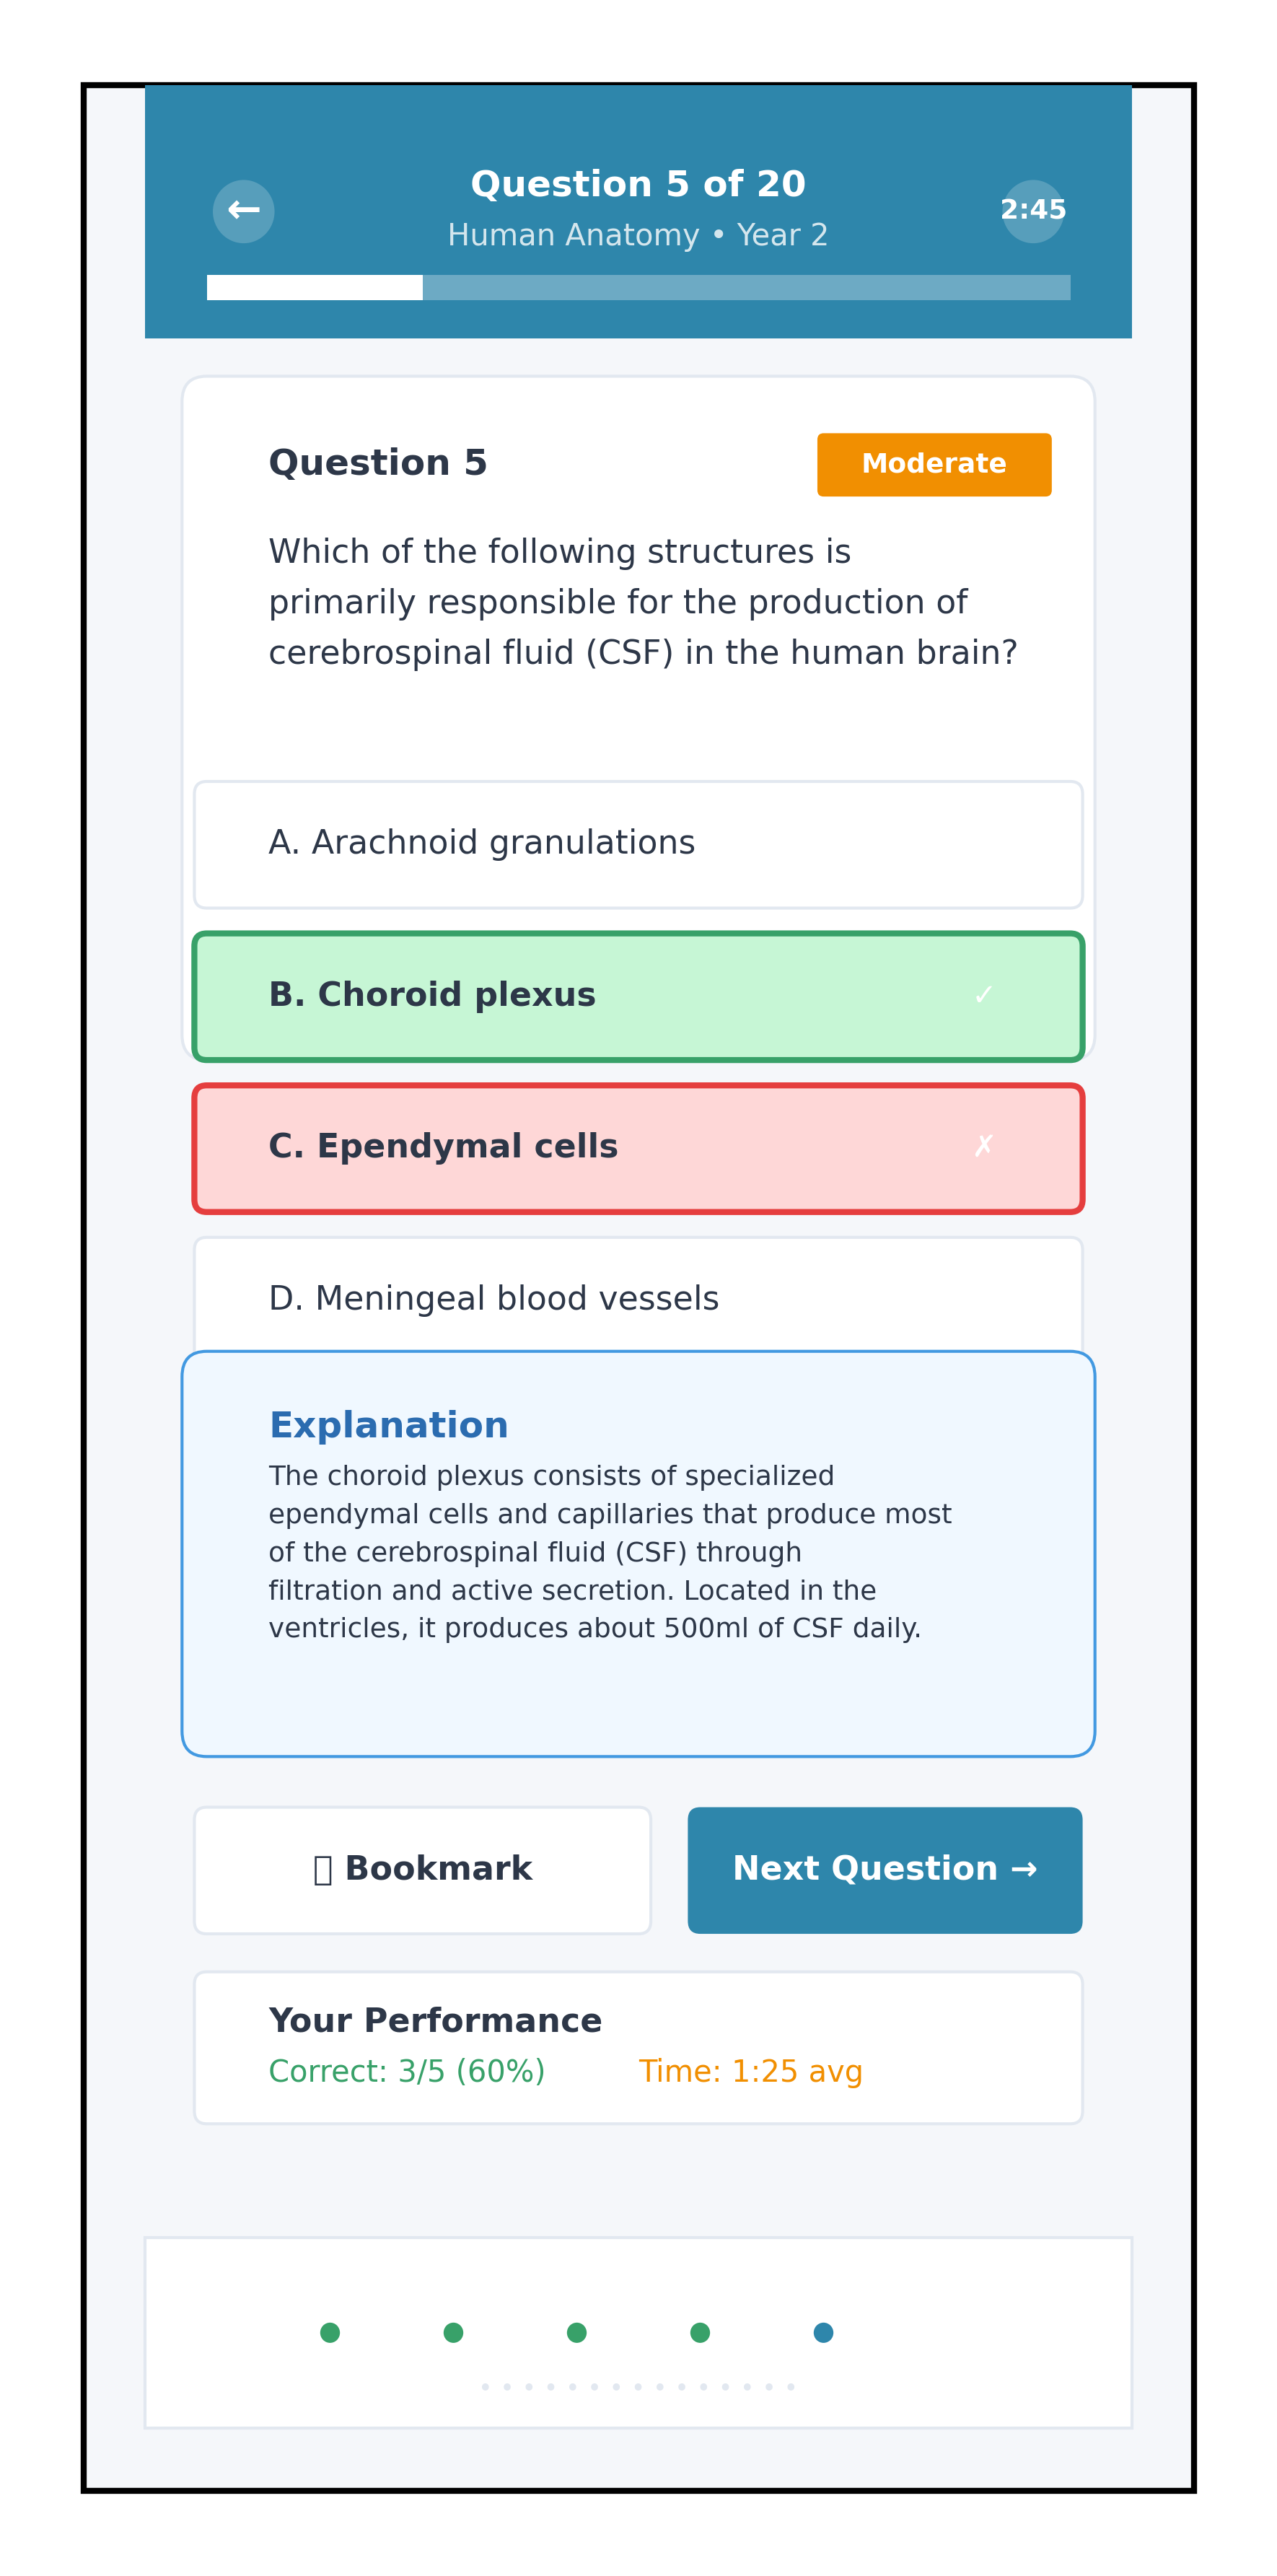 Question 5 of 20
←
2:45
Human Anatomy • Year 2
Question 5
Moderate
Which of the following structures is
primarily responsible for the production of
cerebrospinal fluid (CSF) in the human brain?
A. Arachnoid granulations
B. Choroid plexus ✓
C. Ependymal cells ✗
D. Meningeal blood vessels
Explanation
The choroid plexus consists of specialized
ependymal cells and capillaries that produce most
of the cerebrospinal fluid (CSF) through
filtration and active secretion. Located in the
ventricles, it produces about 500ml of CSF daily.
Bookmark
Next Question →
Your Performance
Correct: 3/5 (60%)
Time: 1:25 avg